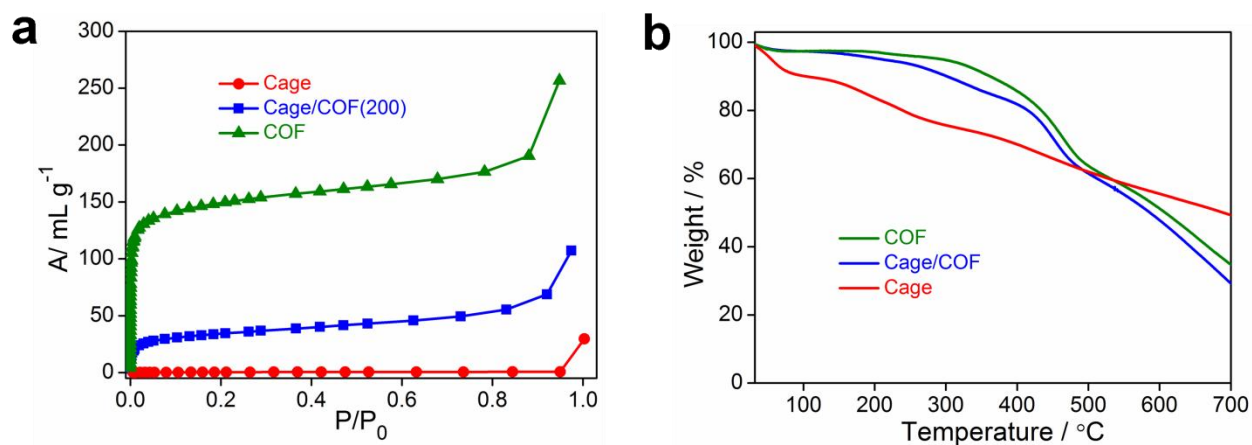 a
300
250
200
150
100
50
0
A/ mL g⁻¹
Cage
Cage/COF(200)
COF
0.0 0.2 0.4 0.6 0.8 1.0
P/P₀
b
100
80
60
40
20
0
Weight / %
COF
Cage/COF
Cage
100 200 300 400 500 600 700
Temperature / °C